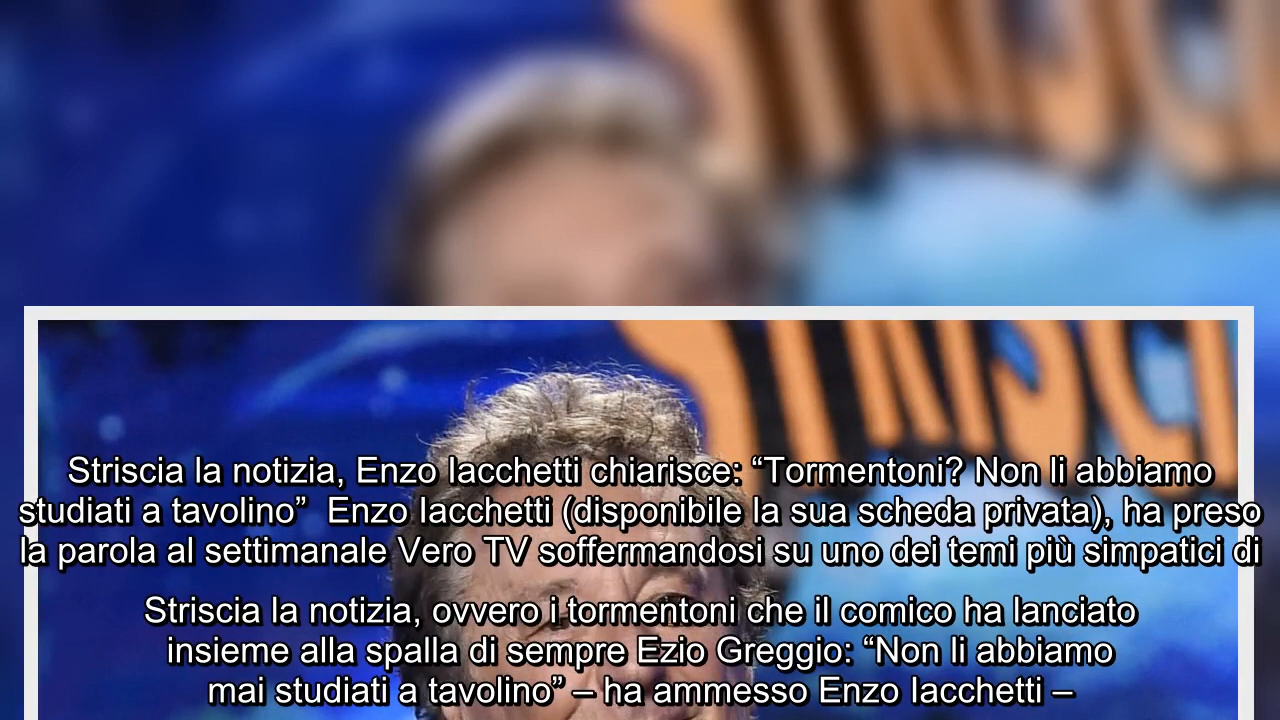 STRISCI
Striscia la notizia, Enzo Iacchetti chiarisce: “Tormentoni? Non li abbiamo
studiati a tavolino”  Enzo Iacchetti (disponibile la sua scheda privata), ha preso
la parola al settimanale Vero TV soffermandosi su uno dei temi più simpatici di
Striscia la notizia, ovvero i tormentoni che il comico ha lanciato
insieme alla spalla di sempre Ezio Greggio: “Non li abbiamo
mai studiati a tavolino” – ha ammesso Enzo Iacchetti –